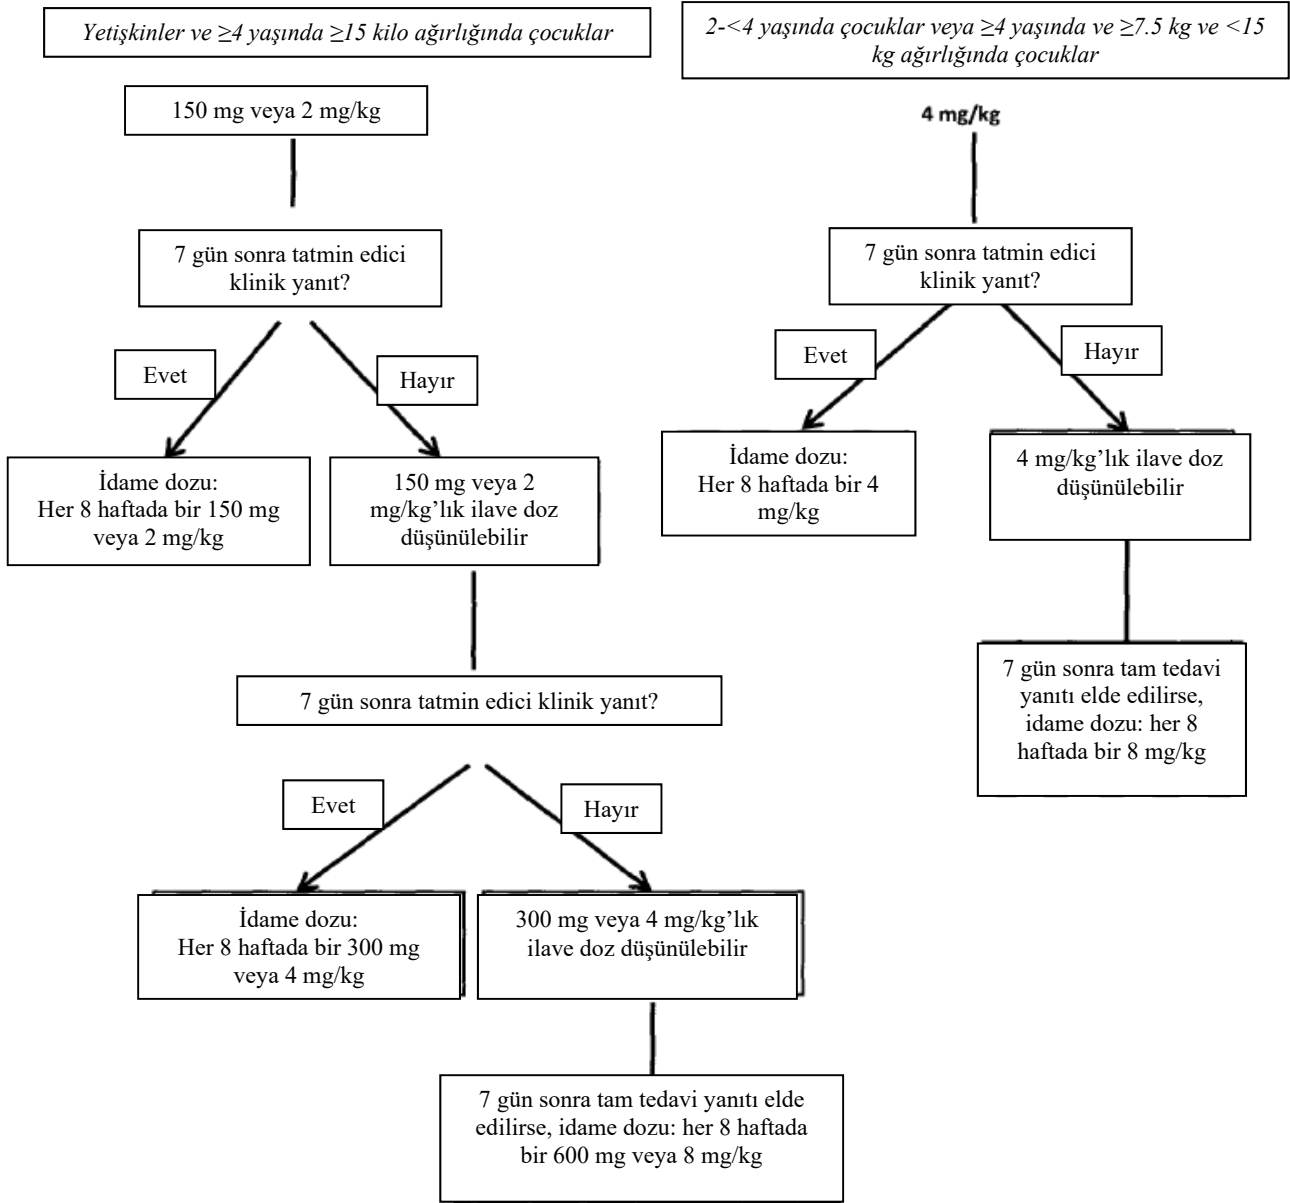 Yetişkinler ve ≥4 yaşında ≥15 kilo ağırlığında çocuklar
150 mg veya 2 mg/kg
7 gün sonra tatmin edici
klinik yanıt?
Evet
Hayır
İdame dozu:
Her 8 haftada bir 150 mg
veya 2 mg/kg
150 mg veya 2
mg/kg’lık ilave doz
düşünülebilir
7 gün sonra tatmin edici klinik yanıt?
Evet
Hayır
İdame dozu:
Her 8 haftada bir 300 mg
veya 4 mg/kg
300 mg veya 4 mg/kg’lık
ilave doz düşünülebilir
7 gün sonra tam tedavi yanıtı elde
edilirse, idame dozu: her 8 haftada
bir 600 mg veya 8 mg/kg
2-<4 yaşında çocuklar veya ≥4 yaşında ve ≥7.5 kg ve <15
kg ağırlığında çocuklar
4 mg/kg
7 gün sonra tatmin edici
klinik yanıt?
Evet
Hayır
İdame dozu:
Her 8 haftada bir 4
mg/kg
4 mg/kg’lık ilave doz
düşünülebilir
7 gün sonra tam tedavi
yanıtı elde edilirse,
idame dozu: her 8
haftada bir 8 mg/kg